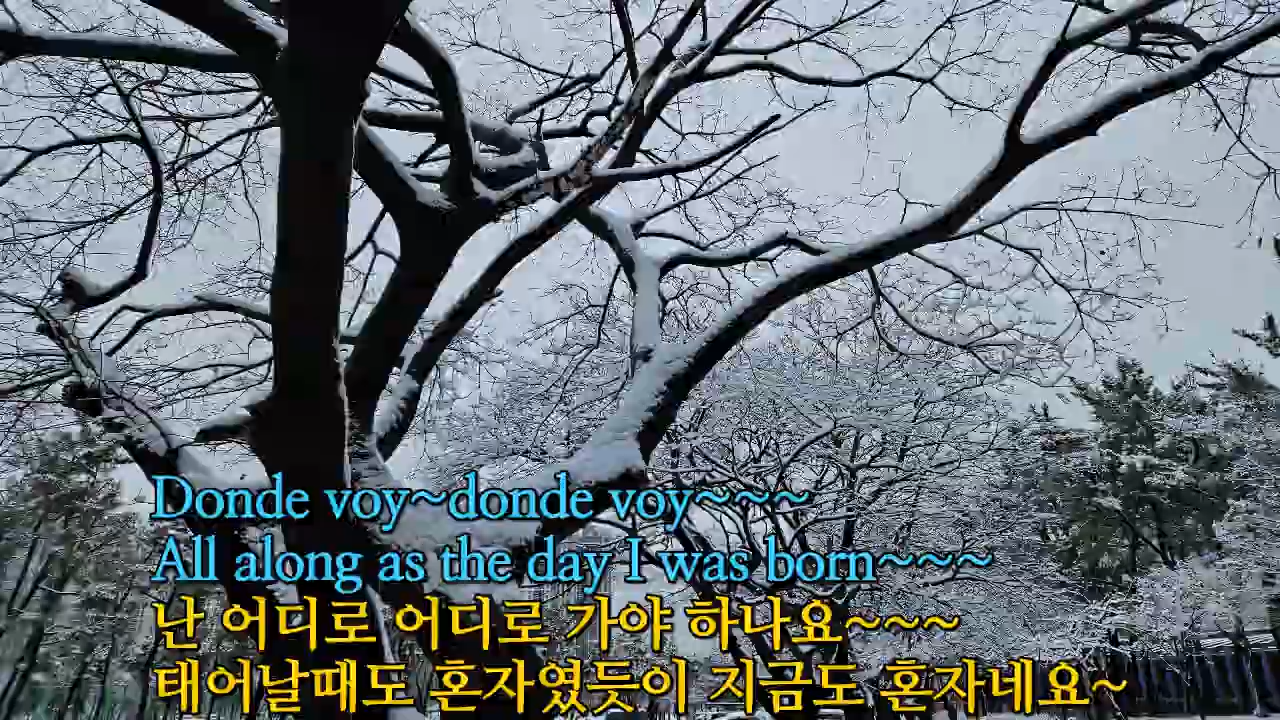 Donde voy~donde voy~~~
All along as the day I was born~~~
난 어디로 어디로 가야 하나요~~~
태어날때도 혼자였듯이 지금도 혼자네요~